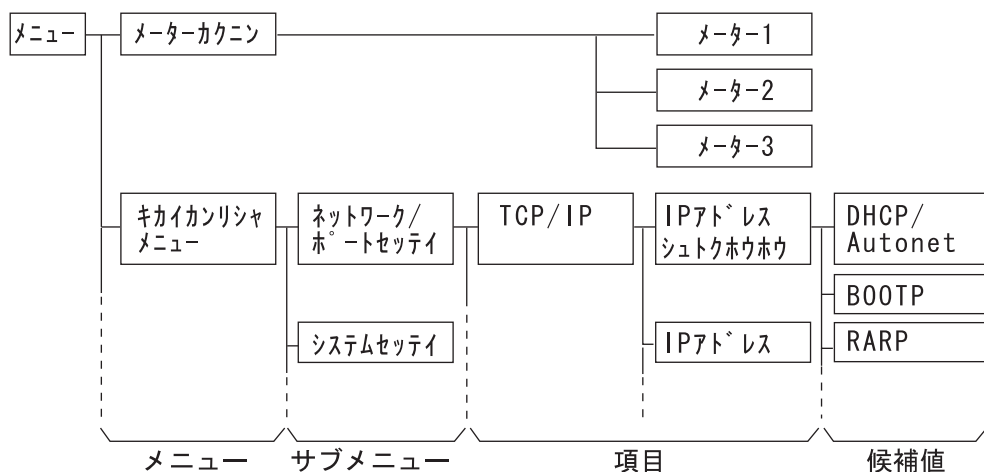 メニュー
メーターカクニン
メーター1
メーター2
メーター3
キカイカンリシャ
メニュー
ネットワーク/
ポートセッテイ
TCP/IP
IPアドレス
シュトクホウホウ
DHCP/
Autonet
BOOTP
システムセッテイ
IPアドレス
RARP
メニュー
サブメニュー
項目
候補値